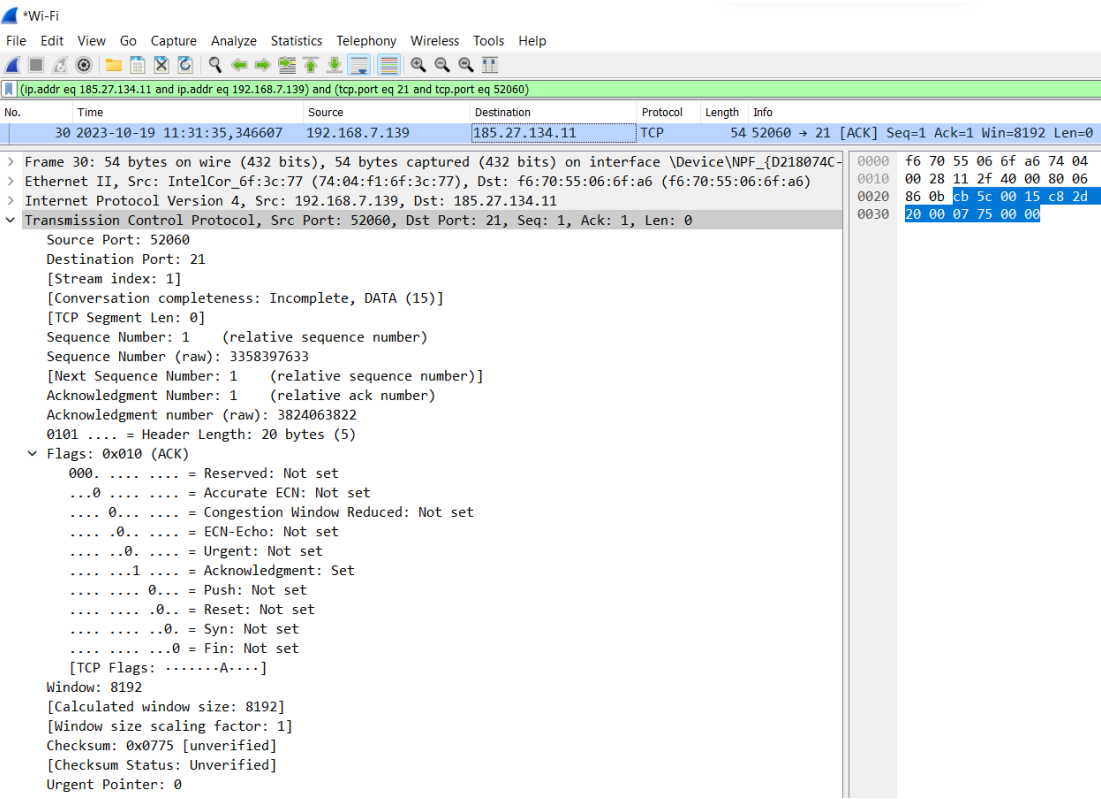 *Wi-Fi
File Edit View Go Capture Analyze Statistics Telephony Wireless Tools Help
(ip.addr eq 185.27.134.11 and ip.addr eq 192.168.7.139) and (tcp.port eq 21 and tcp.port eq 52060)
No. Time Source Destination Protocol Length Info
30 2023-10-19 11:31:35,346607 192.168.7.139 185.27.134.11 TCP 54 52060 → 21 [ACK] Seq=1 Ack=1 Win=8192 Len=0
Frame 30: 54 bytes on wire (432 bits), 54 bytes captured (432 bits) on interface \Device\NPF_{D218074C-
Ethernet II, Src: IntelCor_6f:3c:77 (74:04:f1:6f:3c:77), Dst: f6:70:55:06:6f:a6 (f6:70:55:06:6f:a6)
Internet Protocol Version 4, Src: 192.168.7.139, Dst: 185.27.134.11
Transmission Control Protocol, Src Port: 52060, Dst Port: 21, Seq: 1, Ack: 1, Len: 0
Source Port: 52060
Destination Port: 21
[Stream index: 1]
[Conversation completeness: Incomplete, DATA (15)]
[TCP Segment Len: 0]
Sequence Number: 1 (relative sequence number)
Sequence Number (raw): 3358397633
[Next Sequence Number: 1 (relative sequence number)]
Acknowledgment Number: 1 (relative ack number)
Acknowledgment number (raw): 3824063822
0101 .... = Header Length: 20 bytes (5)
Flags: 0x010 (ACK)
000. .... .... = Reserved: Not set
...0 .... .... = Accurate ECN: Not set
.... 0... .... = Congestion Window Reduced: Not set
.... .0.. .... = ECN-Echo: Not set
.... ..0. .... = Urgent: Not set
.... ...1 .... = Acknowledgment: Set
.... .... 0... = Push: Not set
.... .... .0.. = Reset: Not set
.... .... ..0. = Syn: Not set
.... .... ...0 = Fin: Not set
[TCP Flags: ·······A····]
Window: 8192
[Calculated window size: 8192]
[Window size scaling factor: 1]
Checksum: 0x0775 [unverified]
[Checksum Status: Unverified]
Urgent Pointer: 0
0000 f6 70 55 06 6f a6 74 04
0010 00 28 11 2f 40 00 80 06
0020 86 0b cb 5c 00 15 c8 2d
0030 20 00 07 75 00 00